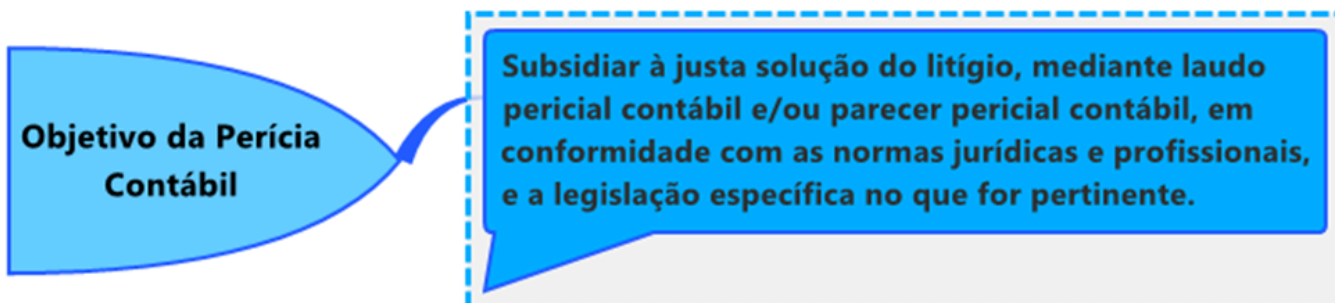 Objetivo da Perícia
Contábil
Subsidiar à justa solução do litígio, mediante laudo
pericial contábil e/ou parecer pericial contábil, em
conformidade com as normas jurídicas e profissionais,
e a legislação específica no que for pertinente.